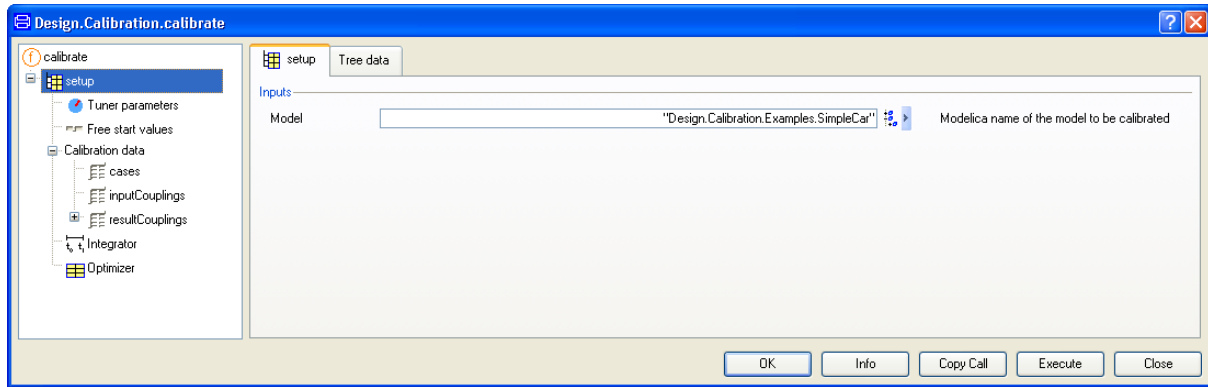 Design.Calibration.calibrate
calibrate
setup
Tuner parameters
Free start values
Calibration data
cases
inputCouplings
resultCouplings
Integrator
Optimizer
setup Tree data
Inputs
Model "Design.Calibration.Examples.SimpleCar" Modelica name of the model to be calibrated
OK Info Copy Call Execute Close